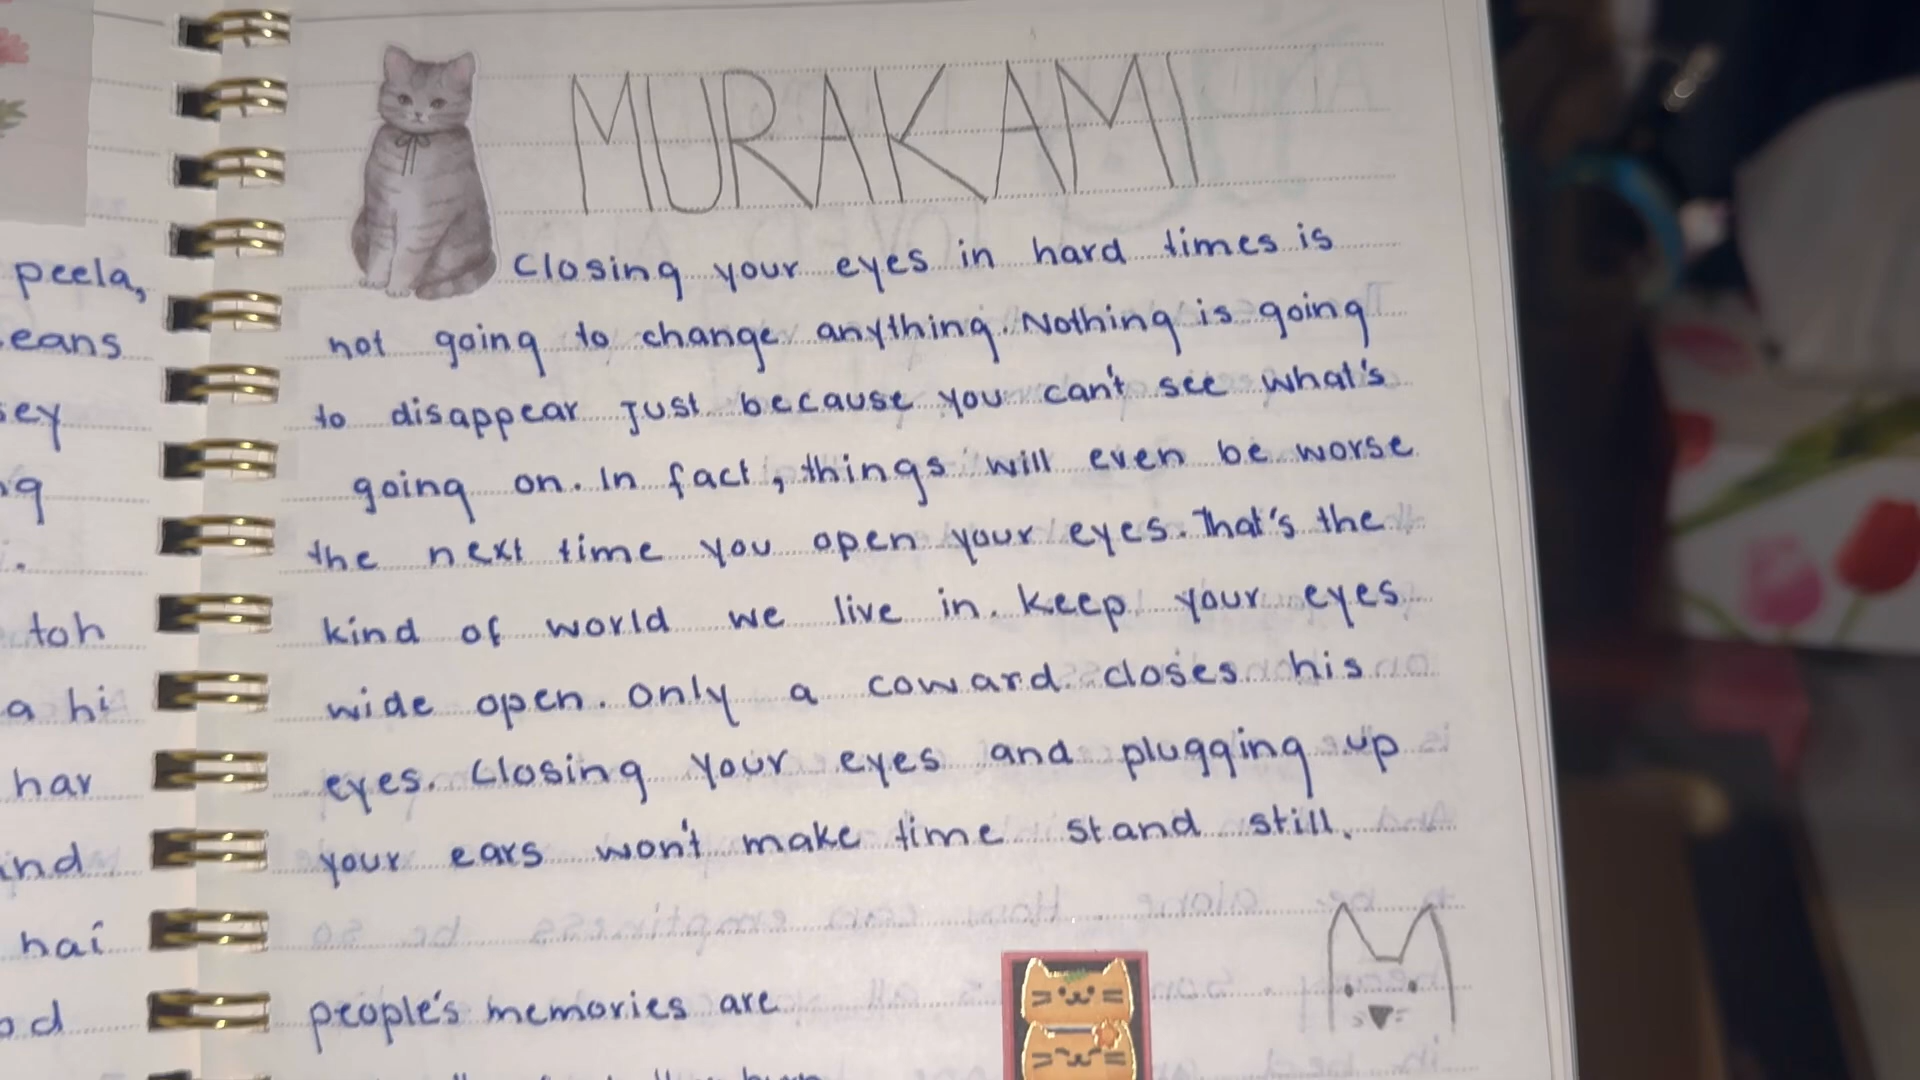 peela,
eans
sey
toh
a hi
har
ind
hai
MURAKAMI
Closing your eyes in hard times is
not going to change anything. Nothing is going
to disappear just because you can't see what's
going on. In fact, things will even be worse
the next time you open your eyes. That's the
kind of world we live in. Keep your eyes
wide open. Only a coward closes his
eyes. Closing your eyes and plugging up
your ears won't make time stand still.
people's memories are